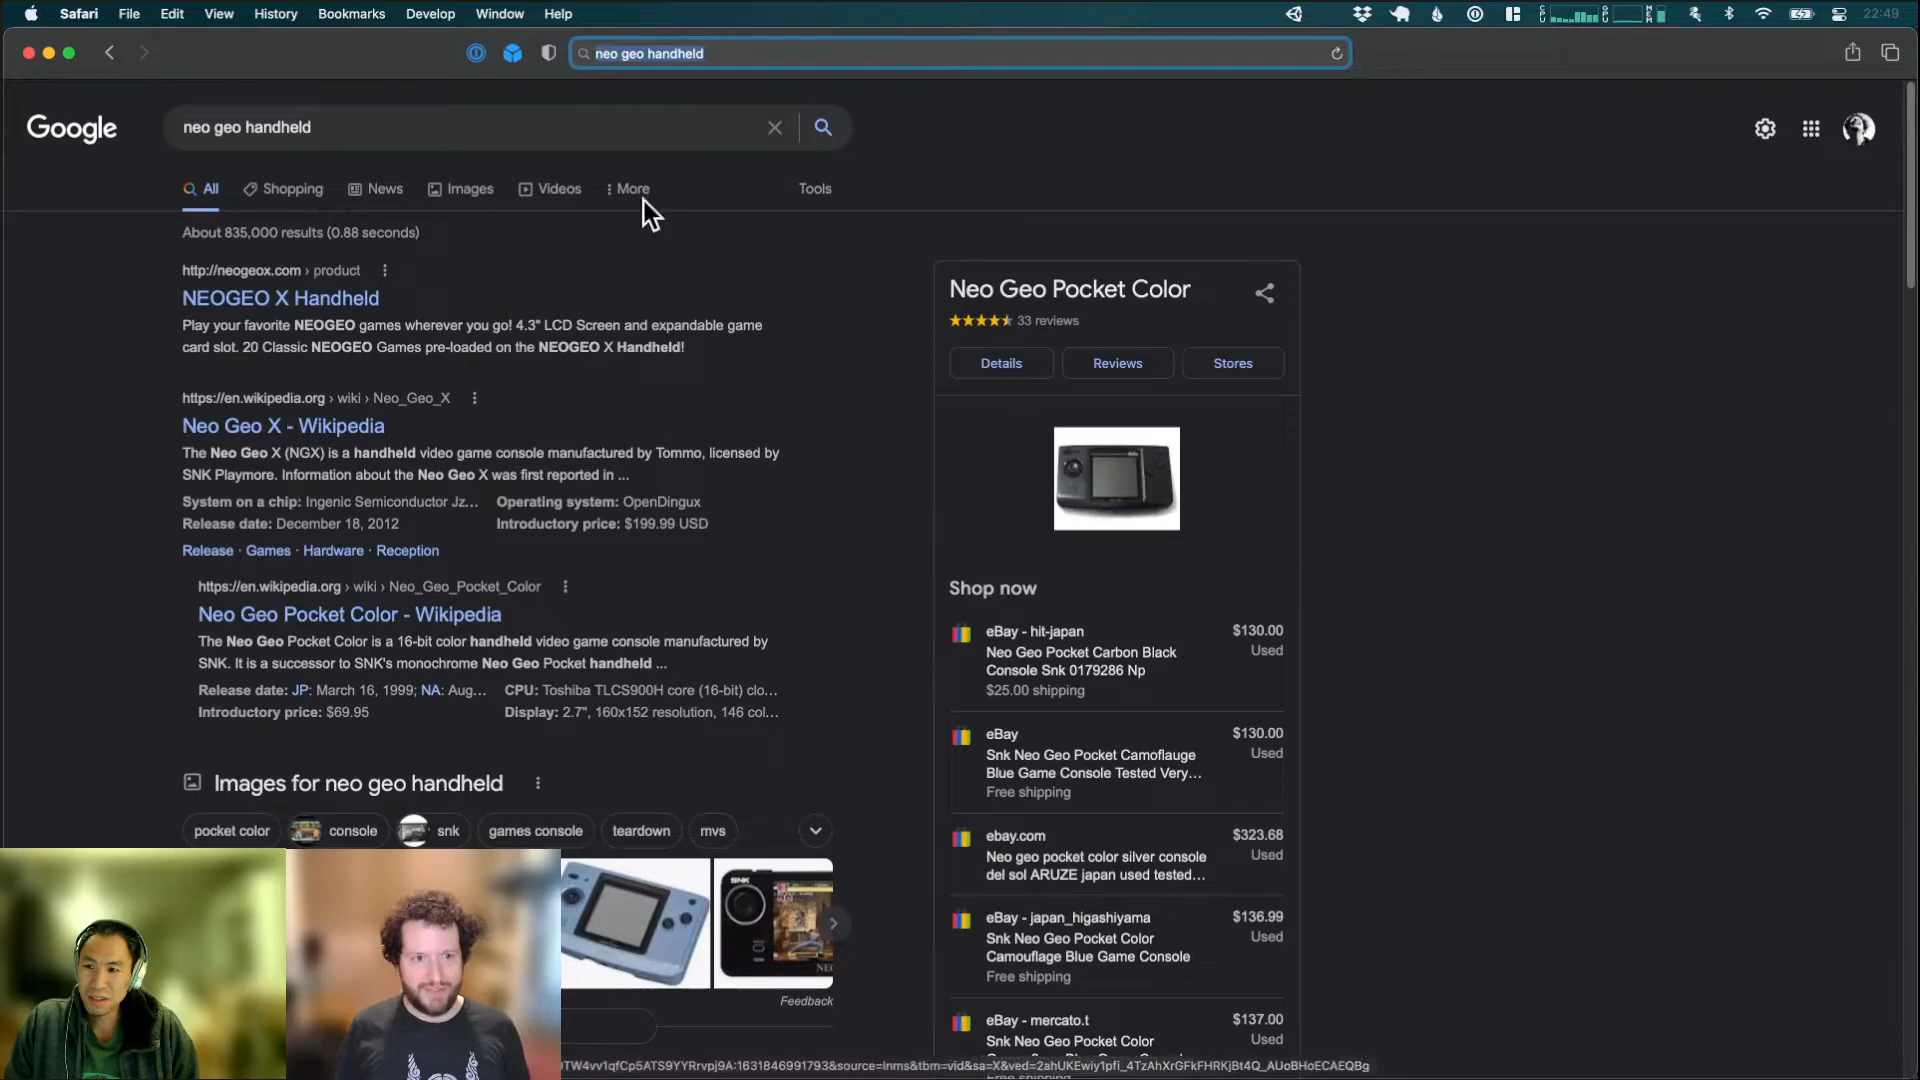 Safari File Edit View History Bookmarks Develop Window Help 22:49
neo geo handheld
Google
neo geo handheld
All Shopping News Images Videos More Tools
About 835,000 results (0.88 seconds)
http://neogeox.com › product
NEOGEO X Handheld
Play your favorite NEOGEO games wherever you go! 4.3" LCD Screen and expandable game
card slot. 20 Classic NEOGEO Games pre-loaded on the NEOGEO X Handheld!
https://en.wikipedia.org › wiki › Neo_Geo_X
Neo Geo X - Wikipedia
The Neo Geo X (NGX) is a handheld video game console manufactured by Tommo, licensed by
SNK Playmore. Information about the Neo Geo X was first reported in ...
System on a chip: Ingenic Semiconductor Jz... Operating system: OpenDingux
Release date: December 18, 2012 Introductory price: $199.99 USD
Release · Games · Hardware · Reception
https://en.wikipedia.org › wiki › Neo_Geo_Pocket_Color
Neo Geo Pocket Color - Wikipedia
The Neo Geo Pocket Color is a 16-bit color handheld video game console manufactured by
SNK. It is a successor to SNK's monochrome Neo Geo Pocket handheld ...
Release date: JP: March 16, 1999; NA: Aug... CPU: Toshiba TLCS900H core (16-bit) clo...
Introductory price: $69.95 Display: 2.7", 160x152 resolution, 146 col...
Images for neo geo handheld
pocket color console snk games console teardown mvs
SNK
Feedback
Neo Geo Pocket Color
33 reviews
Details Reviews Stores
Shop now
eBay - hit-japan $130.00
Neo Geo Pocket Carbon Black Used
Console Snk 0179286 Np
$25.00 shipping
eBay $130.00
Snk Neo Geo Pocket Camoflauge Used
Blue Game Console Tested Very...
Free shipping
ebay.com $323.68
Neo geo pocket color silver console Used
del sol ARUZE japan used tested...
eBay - japan_higashiyama $136.99
Snk Neo Geo Pocket Color Used
Camouflage Blue Game Console
Free shipping
eBay - mercato.t $137.00
Snk Neo Geo Pocket Color Used